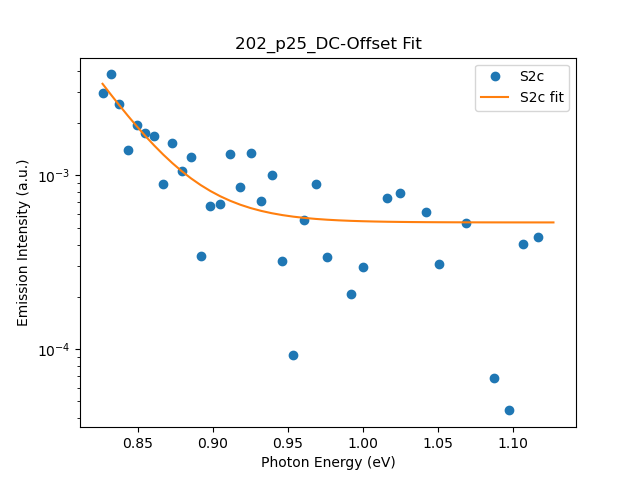 202_p25_DC-Offset Fit
S2c
S2c fit
Emission Intensity (a.u.)
10⁻³
10⁻⁴
0.85 0.90 0.95 1.00 1.05 1.10
Photon Energy (eV)